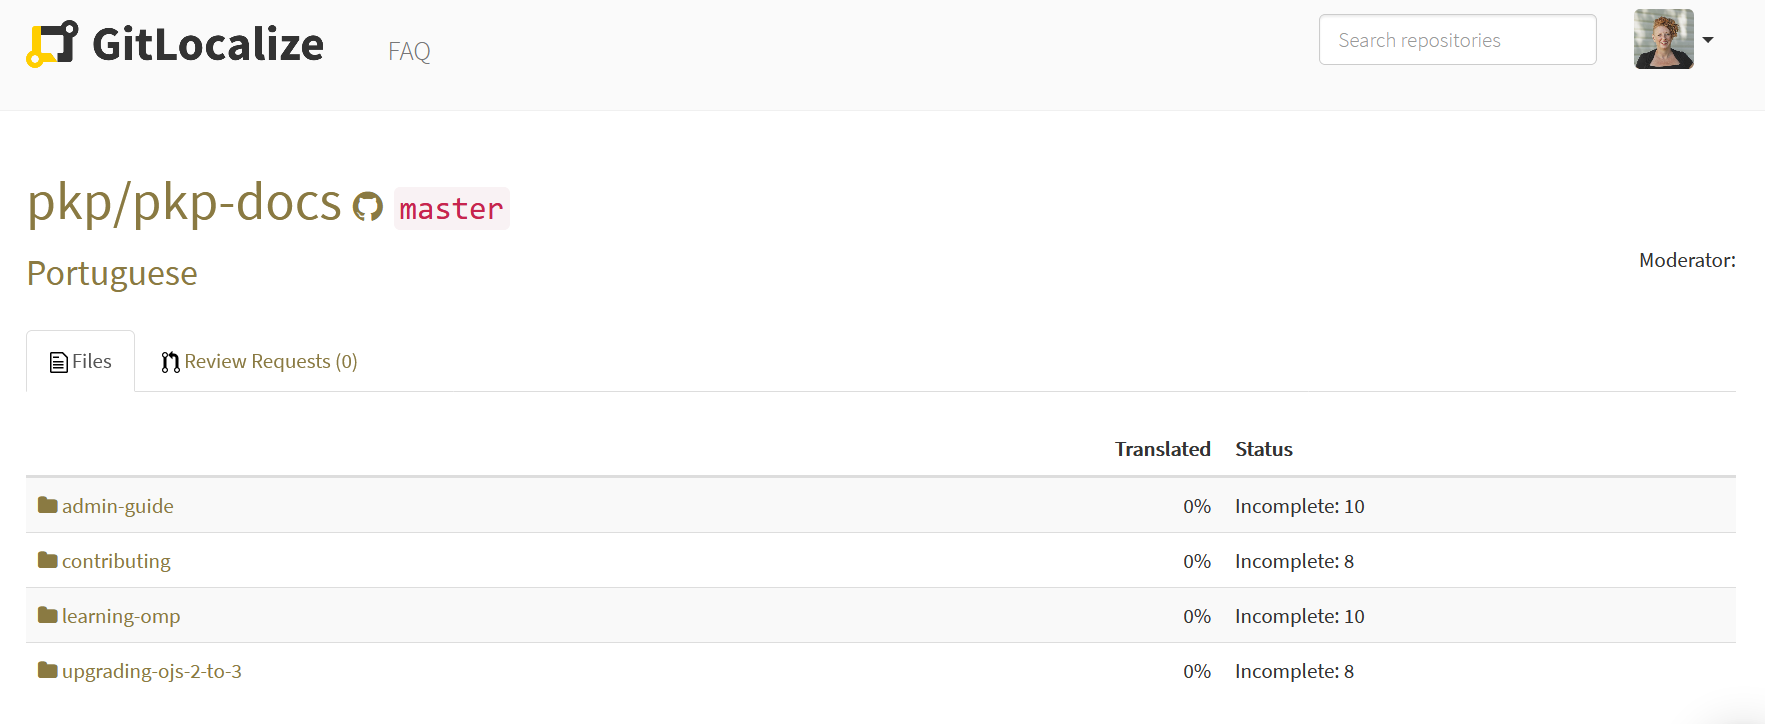 GitLocalize FAQ Search repositories
pkp/pkp-docs master
Portuguese
Moderator:
Files Review Requests (0)
Translated Status
admin-guide 0% Incomplete: 10
contributing 0% Incomplete: 8
learning-omp 0% Incomplete: 10
upgrading-ojs-2-to-3 0% Incomplete: 8